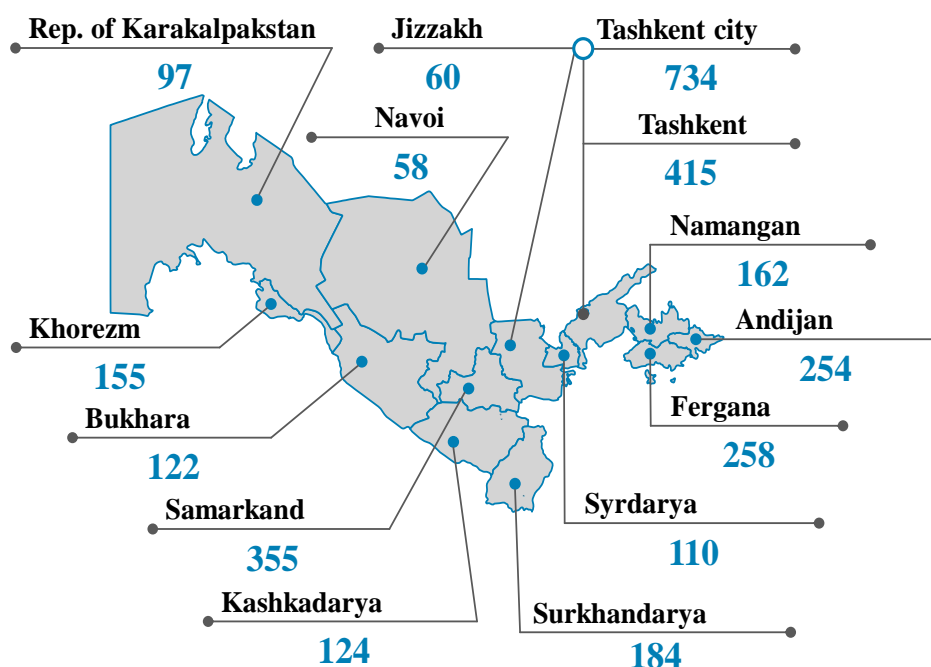 Rep. of Karakalpakstan
97
Jizzakh
60
Tashkent city
734
Navoi
58
Tashkent
415
Namangan
162
Khorezm
155
Andijan
254
Bukhara
122
Fergana
258
Samarkand
355
Syrdarya
110
Kashkadarya
124
Surkhandarya
184